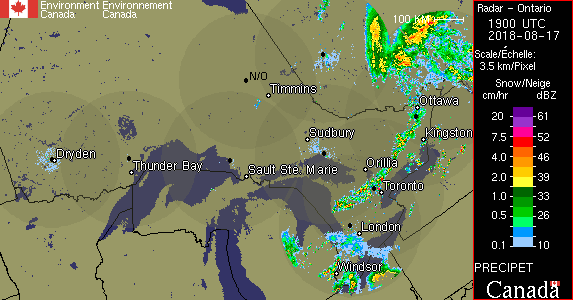 Environment Environnement
Canada Canada
Radar - Ontario
1900 UTC
2018-08-17
Scale/Échelle:
3.5 km/Pixel
Snow/Neige
cm/hr dBZ
20 61
7.5 52
4.0 46
2.0 39
1.0 33
0.5 26
0.1 10
PRECIPET
Canada
100 KM
N/O
Timmins
Ottawa
Sudbury
Kingston
Dryden
Thunder Bay
Sault Ste. Marie
Orillia
Toronto
London
Windsor